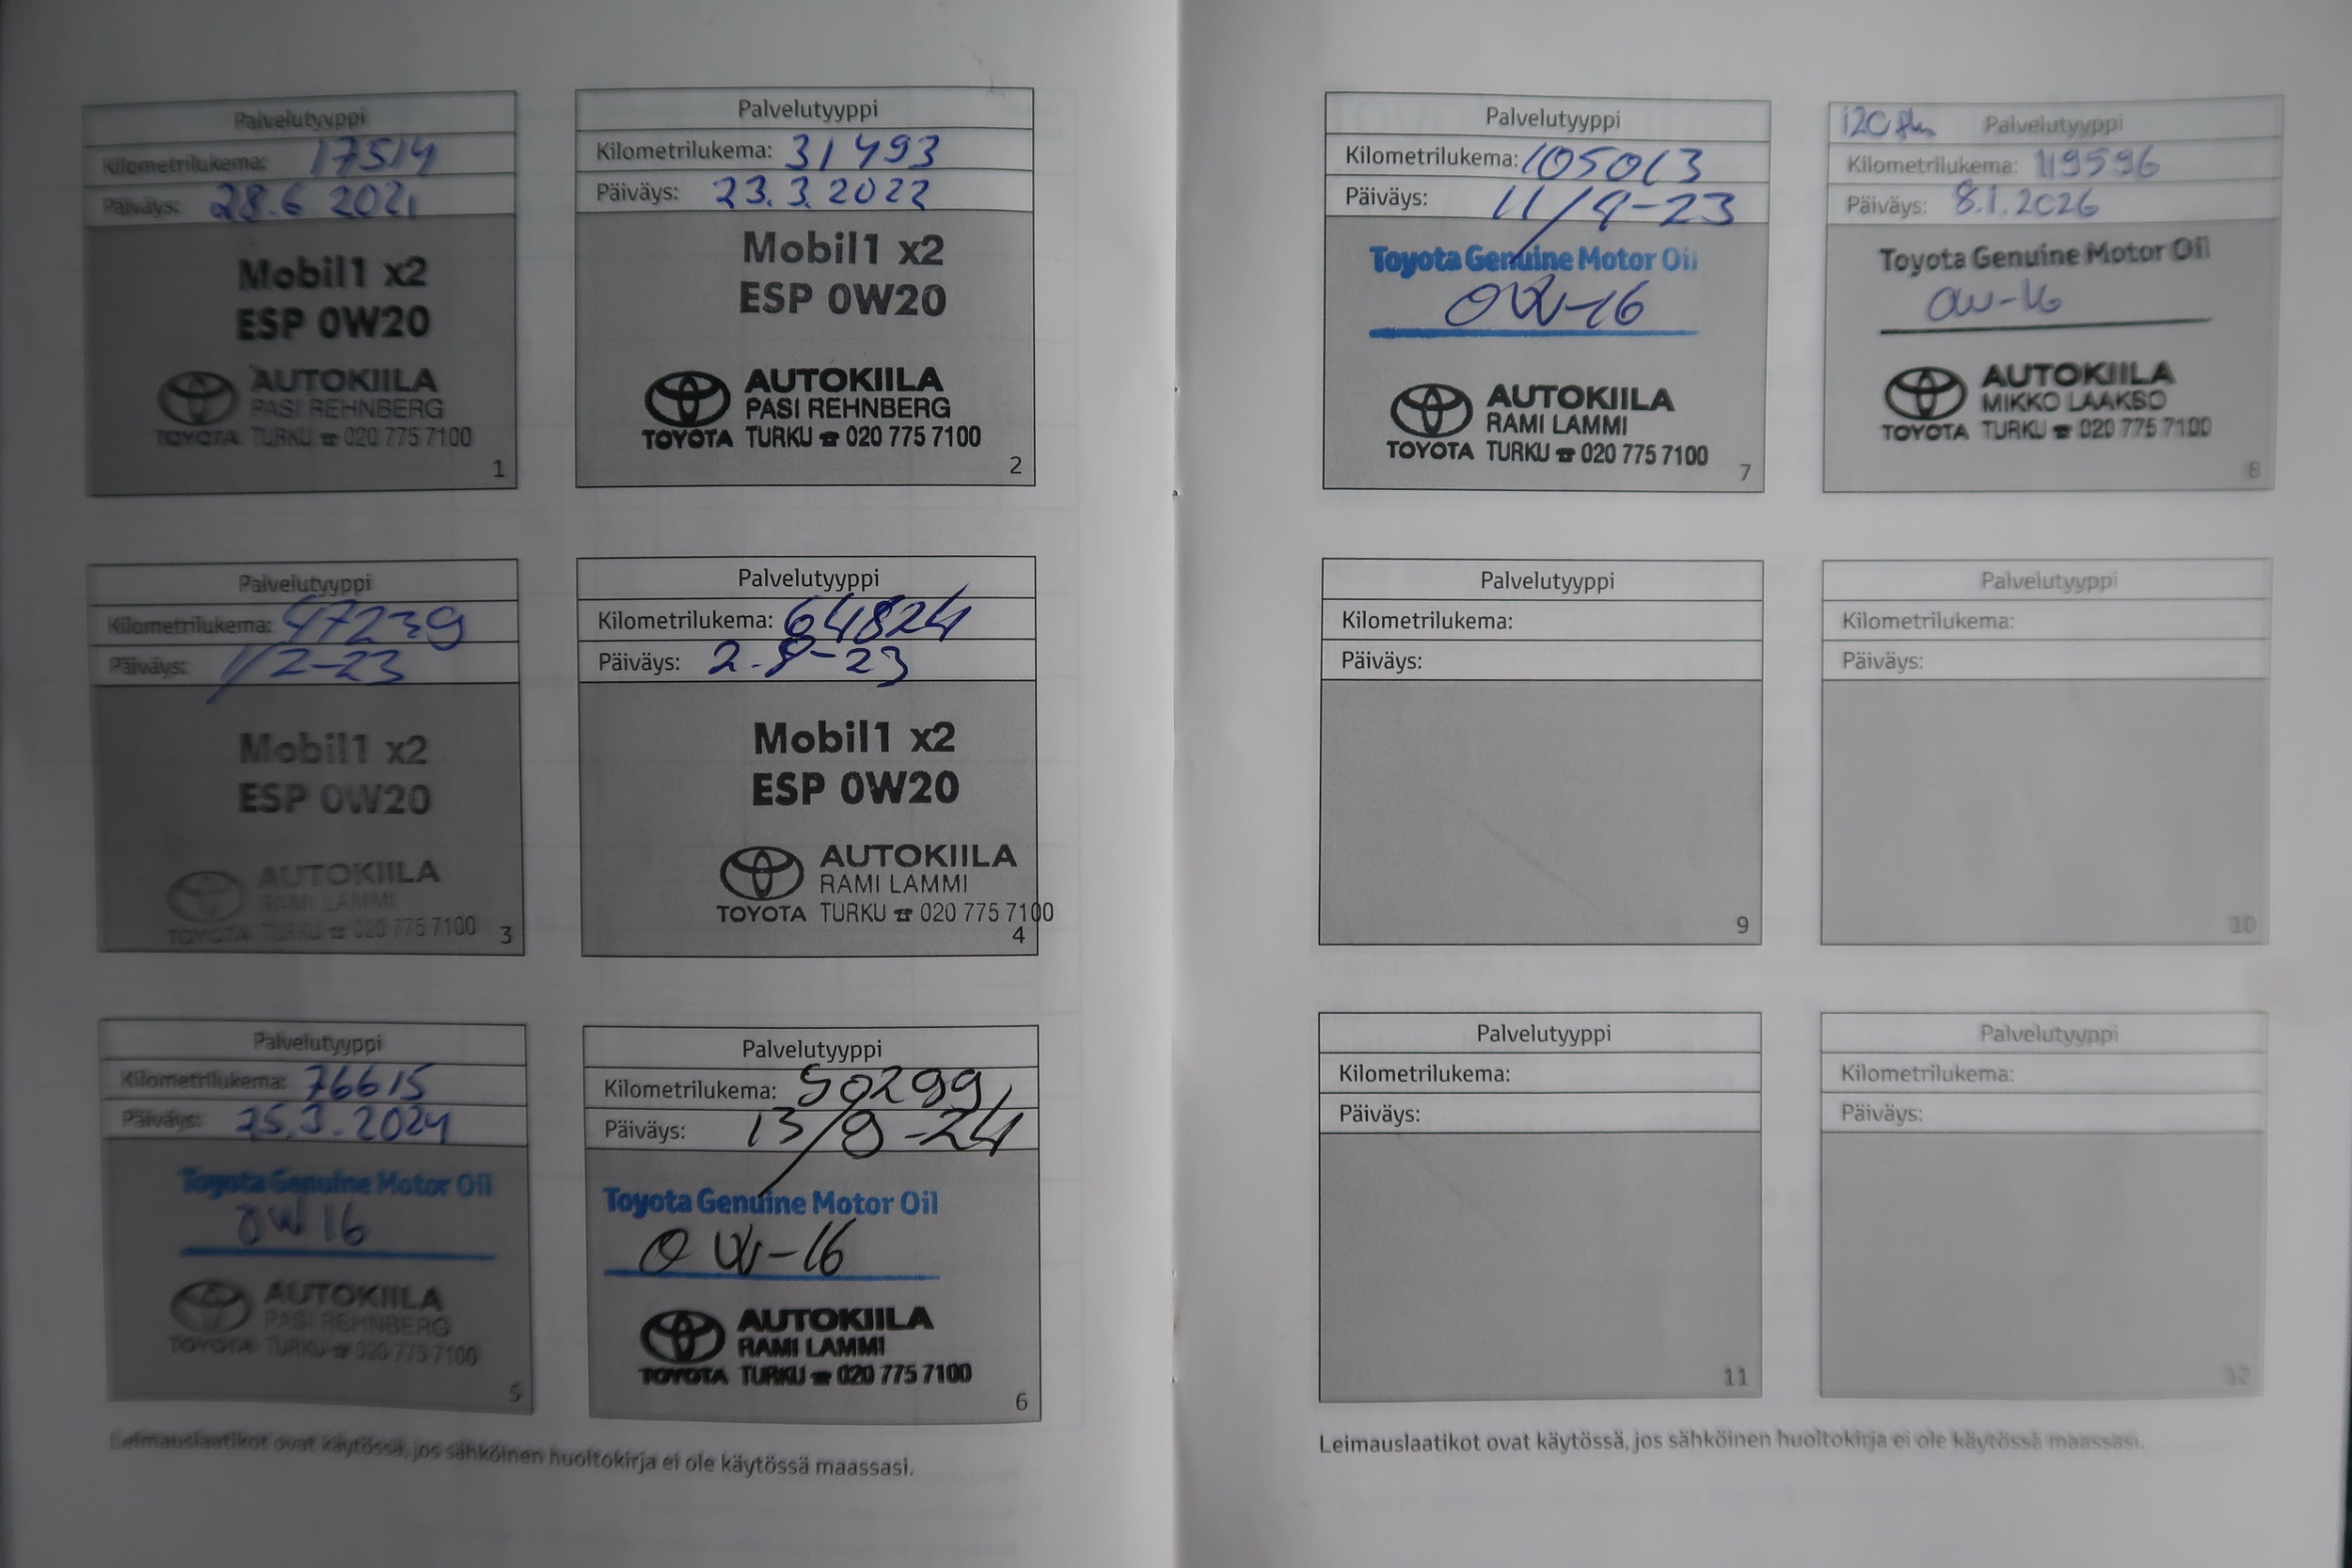 Palvelutyyppi
Kilometrilukema: 17514
Päiväys: 28.6.2021
Mobil1 x2
ESP 0W20
AUTOKIILA
PASI REHNBERG
TOYOTA TURKU ☎ 020 775 7100
1
Palvelutyyppi
Kilometrilukema: 31493
Päiväys: 23.3.2022
Mobil1 x2
ESP 0W20
AUTOKIILA
PASI REHNBERG
TOYOTA TURKU ☎ 020 775 7100
2
Palvelutyyppi
Kilometrilukema: 47239
Päiväys: 1/2-23
Mobil1 x2
ESP 0W20
AUTOKIILA
RAMI LAMMI
TOYOTA TURKU ☎ 020 775 7100
3
Palvelutyyppi
Kilometrilukema: 64824
Päiväys: 2.9-23
Mobil1 x2
ESP 0W20
AUTOKIILA
RAMI LAMMI
TOYOTA TURKU ☎ 020 775 7100
4
Palvelutyyppi
Kilometrilukema: 76615
Päiväys: 25.3.2024
Toyota Genuine Motor Oil
0W16
AUTOKIILA
PASI REHNBERG
TOYOTA TURKU ☎ 020 775 7100
5
Palvelutyyppi
Kilometrilukema: 90299
Päiväys: 13/9-24
Toyota Genuine Motor Oil
0W-16
AUTOKIILA
RAMI LAMMI
TOYOTA TURKU ☎ 020 775 7100
6
Leimauslaatikot ovat käytössä, jos sähköinen huoltokirja ei ole käytössä maassasi.
Palvelutyyppi
Kilometrilukema: 105013
Päiväys: 11/4-23
Toyota Genuine Motor Oil
0W-16
AUTOKIILA
RAMI LAMMI
TOYOTA TURKU ☎ 020 775 7100
7
120 Palvelutyyppi
Kilometrilukema: 119596
Päiväys: 8.1.2026
Toyota Genuine Motor Oil
0W-16
AUTOKIILA
MIKKO LAAKSO
TOYOTA TURKU ☎ 020 775 7100
8
Palvelutyyppi
Kilometrilukema:
Päiväys:
9
Palvelutyyppi
Kilometrilukema:
Päiväys:
10
Palvelutyyppi
Kilometrilukema:
Päiväys:
11
Palvelutyyppi
Kilometrilukema:
Päiväys:
12
Leimauslaatikot ovat käytössä, jos sähköinen huoltokirja ei ole käytössä maassasi.